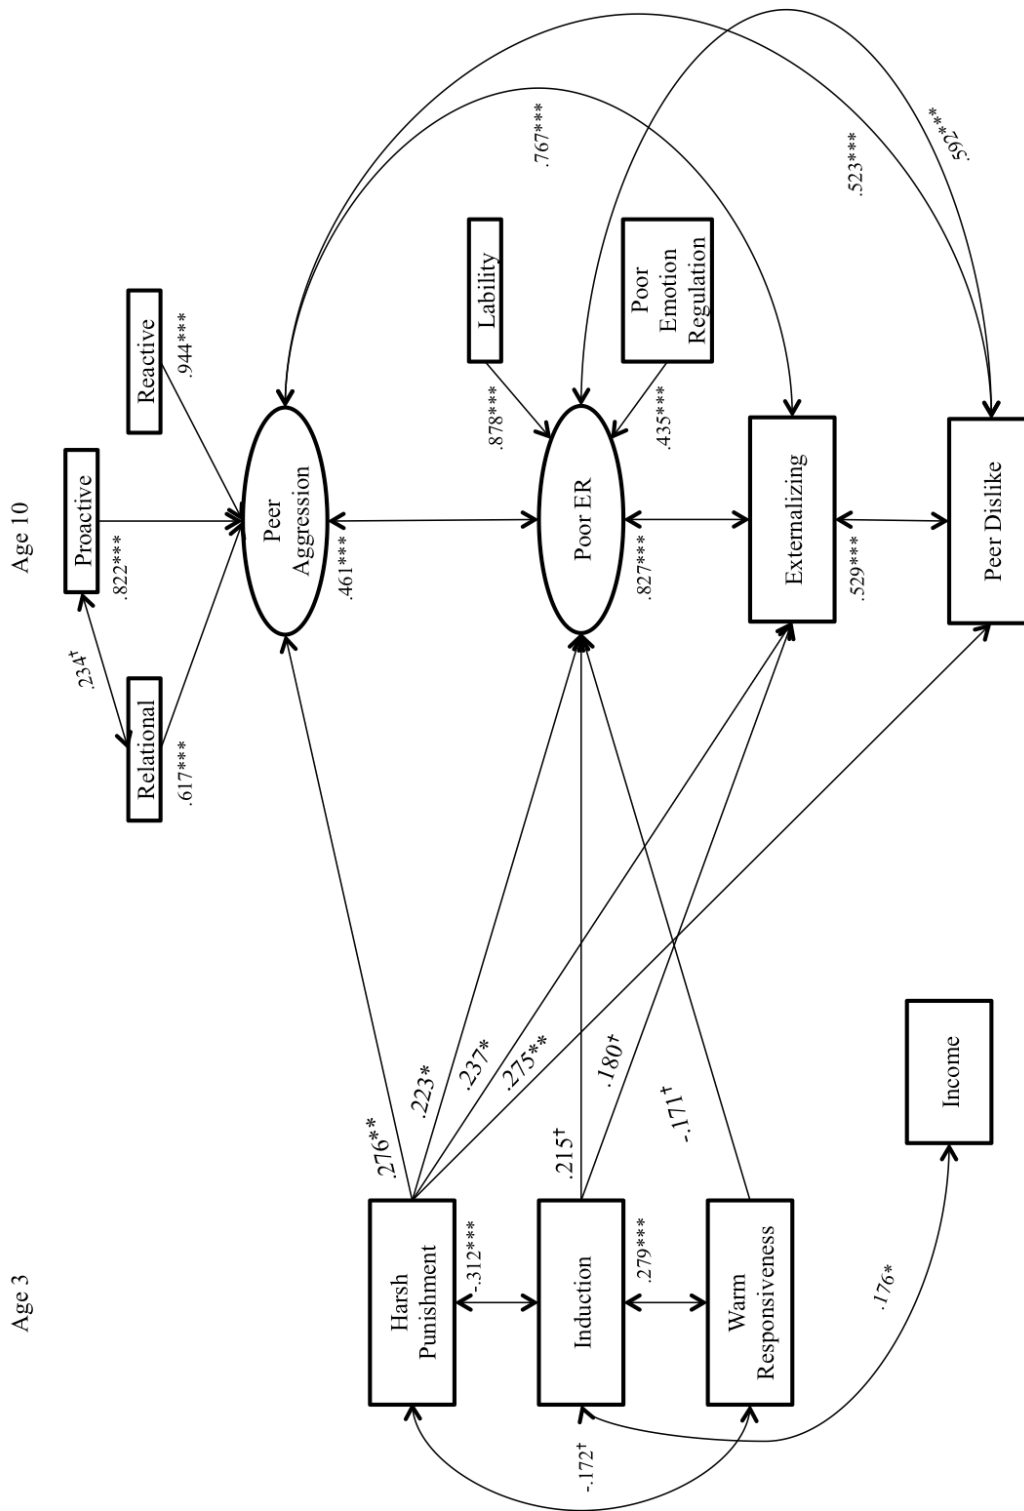 Age 3
Age 10
Harsh
Punishment
Induction
Warm
Responsiveness
Income
-.312***
.279***
-.172†
.176*
.276**
.223*
.237*
.275**
.215†
.180†
-.171†
Relational
Proactive
Reactive
.234†
.617***
.822***
.944***
Peer
Aggression
.461***
Lability
Poor
Emotion
Regulation
.878***
.435***
Poor ER
.827***
Externalizing
.529***
Peer Dislike
.767***
.523***
.592***